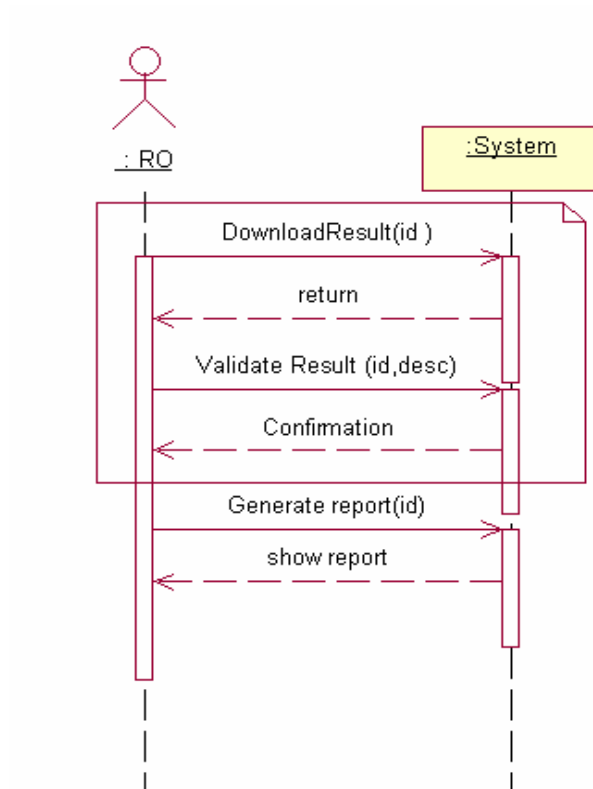 : RO
:System
DownloadResult(id )
return
Validate Result (id,desc)
Confirmation
Generate report(id)
show report